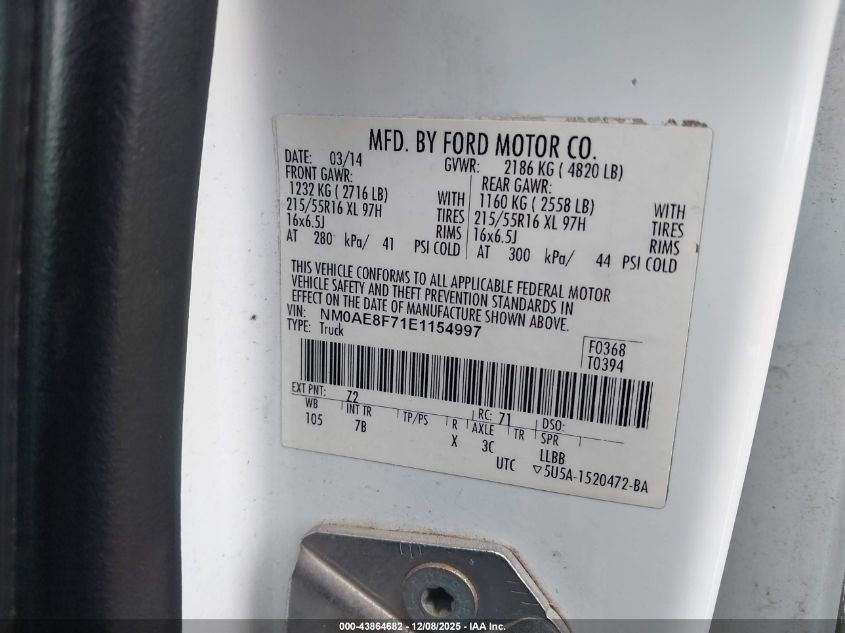 MFD. BY FORD MOTOR CO.
DATE: 03/14 GVWR: 2186 KG ( 4820 LB)
FRONT GAWR: REAR GAWR:
1232 KG ( 2716 LB) WITH 1160 KG ( 2558 LB) WITH
215/55R16 XL 97H TIRES 215/55R16 XL 97H TIRES
16x6.5J RIMS 16x6.5J RIMS
AT 280 kPa/ 41 PSI COLD AT 300 kPa/ 44 PSI COLD
THIS VEHICLE CONFORMS TO ALL APPLICABLE FEDERAL MOTOR
VEHICLE SAFETY AND THEFT PREVENTION STANDARDS IN
EFFECT ON THE DATE OF MANUFACTURE SHOWN ABOVE.
VIN: NM0AE8F71E1154997
TYPE: Truck
F0368
T0394
EXT PNT: 72 RC: 71 DSO:
WB INT TR TP/PS R AXLE TR SPR
105 7B X 3C LLBB
UTC ▽5U5A-1520472-BA
000-43864682 - 12/08/2025 - IAA Inc.